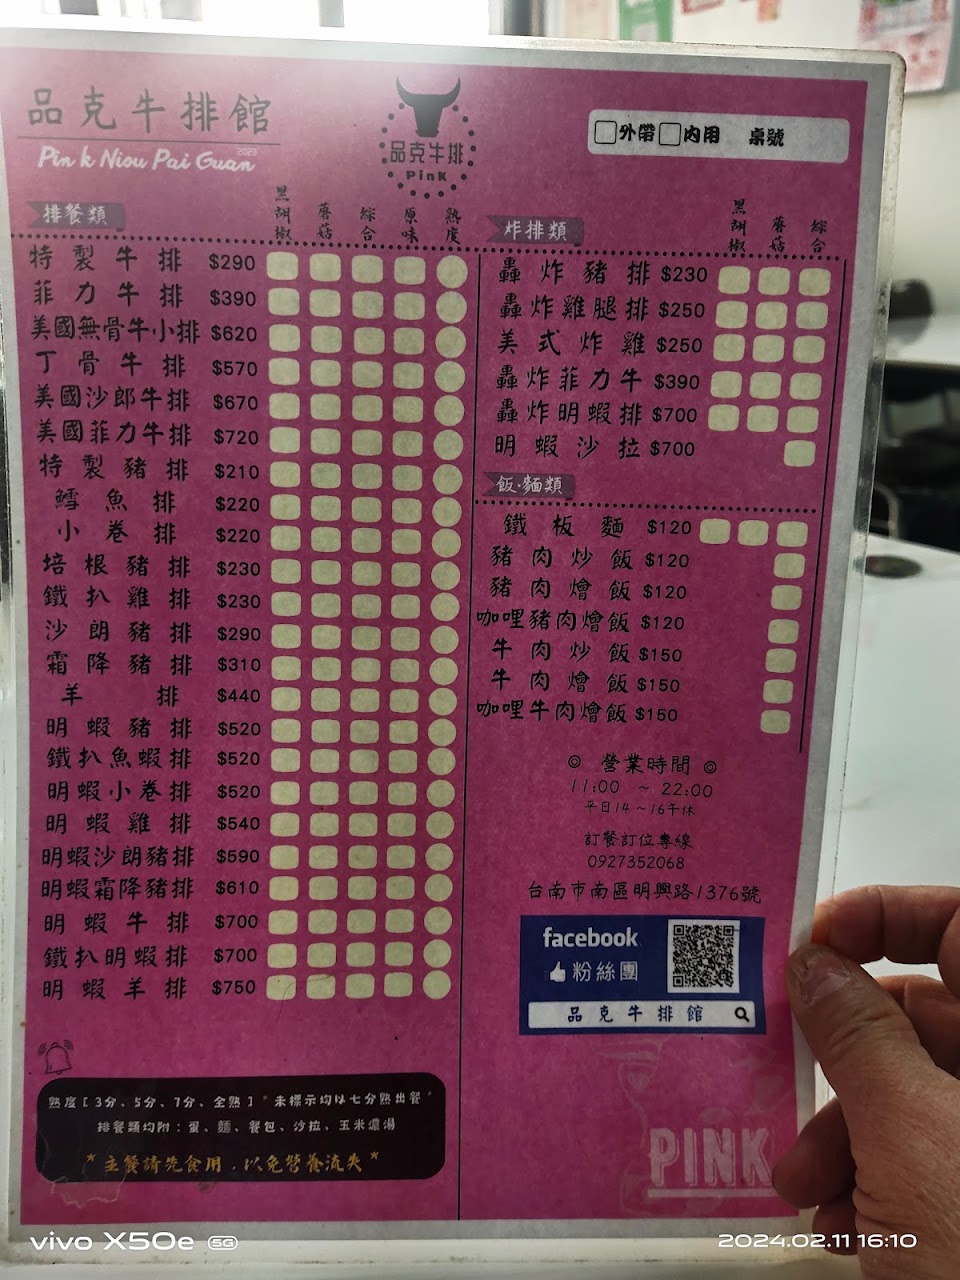 品克牛排館
Pink Niou Pai Guan
2023
品克牛排
PinK
外帶 內用 桌號
排餐類 黑胡椒 蘑菇 綜合 原味 熟度
特製牛排 $290
菲力牛排 $390
美國無骨牛小排 $620
丁骨牛排 $570
美國沙郎牛排 $670
美國菲力牛排 $720
特製豬排 $210
鱈魚排 $220
小卷排 $220
培根豬排 $230
鐵扒雞排 $230
沙朗豬排 $290
霜降豬排 $310
羊排 $440
明蝦豬排 $520
鐵扒魚蝦排 $520
明蝦小卷排 $520
明蝦雞排 $540
明蝦沙朗豬排 $590
明蝦霜降豬排 $610
明蝦牛排 $700
鐵扒明蝦排 $700
明蝦羊排 $750
熟度[3分、5分、7分、全熟]*未標示均以七分熟出餐*
排餐類均附:蛋、麵、餐包、沙拉、玉米濃湯
*主餐請先食用,以免營養流失*
炸排類 黑胡椒 蘑菇 綜合
轟炸豬排 $230
轟炸雞腿排 $250
美式炸雞 $250
轟炸菲力牛 $390
轟炸明蝦排 $700
明蝦沙拉 $700
飯·麵類
鐵板麵 $120
豬肉炒飯 $120
豬肉燴飯 $120
咖哩豬肉燴飯 $120
牛肉炒飯 $150
牛肉燴飯 $150
咖哩牛肉燴飯 $150
◎ 營業時間 ◎
11:00 ~ 22:00
平日14~16午休
訂餐訂位專線
0927352068
台南市南區明興路1376號
facebook
粉絲團
品克牛排館
PINK
vivo X50e 5G
2024.02.11 16:10